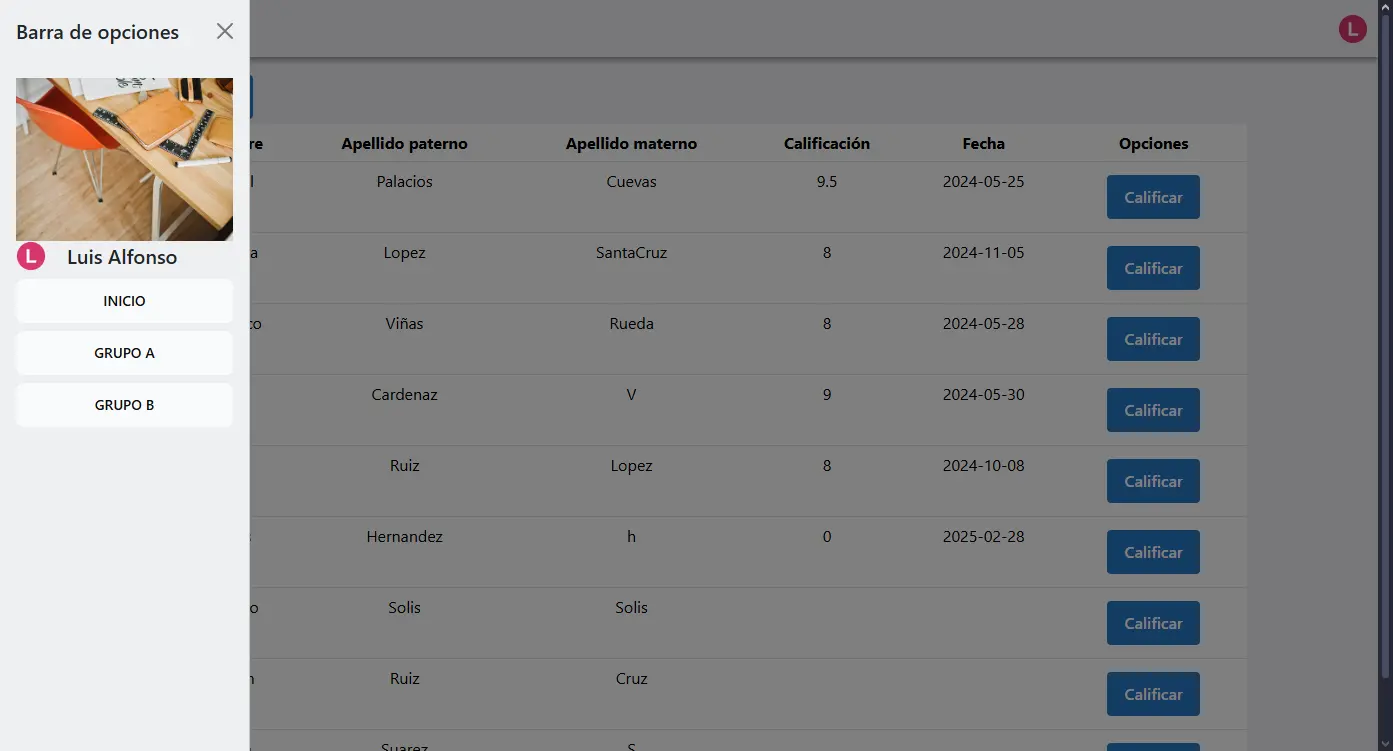 Barra de opciones
L
L
Luis Alfonso
INICIO
GRUPO A
GRUPO B
re Apellido paterno Apellido materno Calificación Fecha Opciones
l Palacios Cuevas 9.5 2024-05-25 Calificar
a Lopez SantaCruz 8 2024-11-05 Calificar
co Viñas Rueda 8 2024-05-28 Calificar
Cardenaz V 9 2024-05-30 Calificar
Ruiz Lopez 8 2024-10-08 Calificar
Hernandez h 0 2025-02-28 Calificar
o Solis Solis Calificar
Ruiz Cruz Calificar
Suarez S